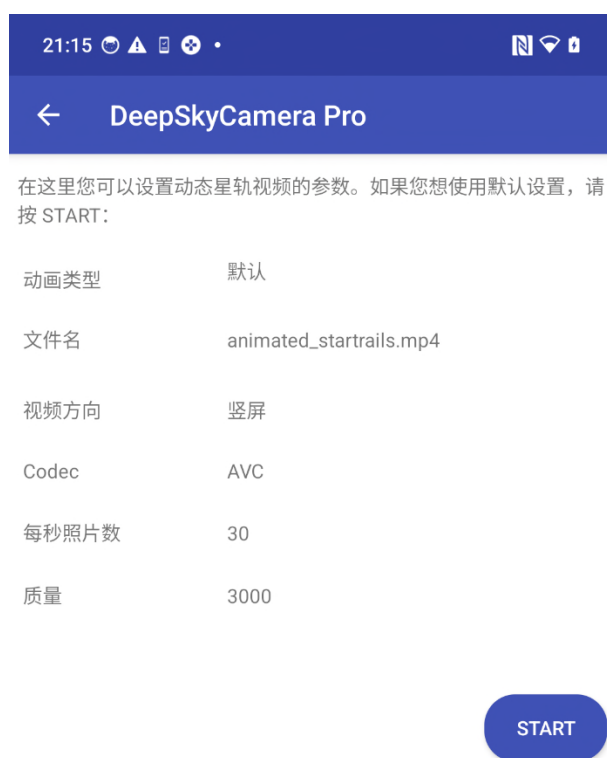 21:15
DeepSkyCamera Pro
在这里您可以设置动态星轨视频的参数。如果您想使用默认设置，请
按 START：
动画类型 默认
文件名 animated_startrails.mp4
视频方向 竖屏
Codec AVC
每秒照片数 30
质量 3000
START